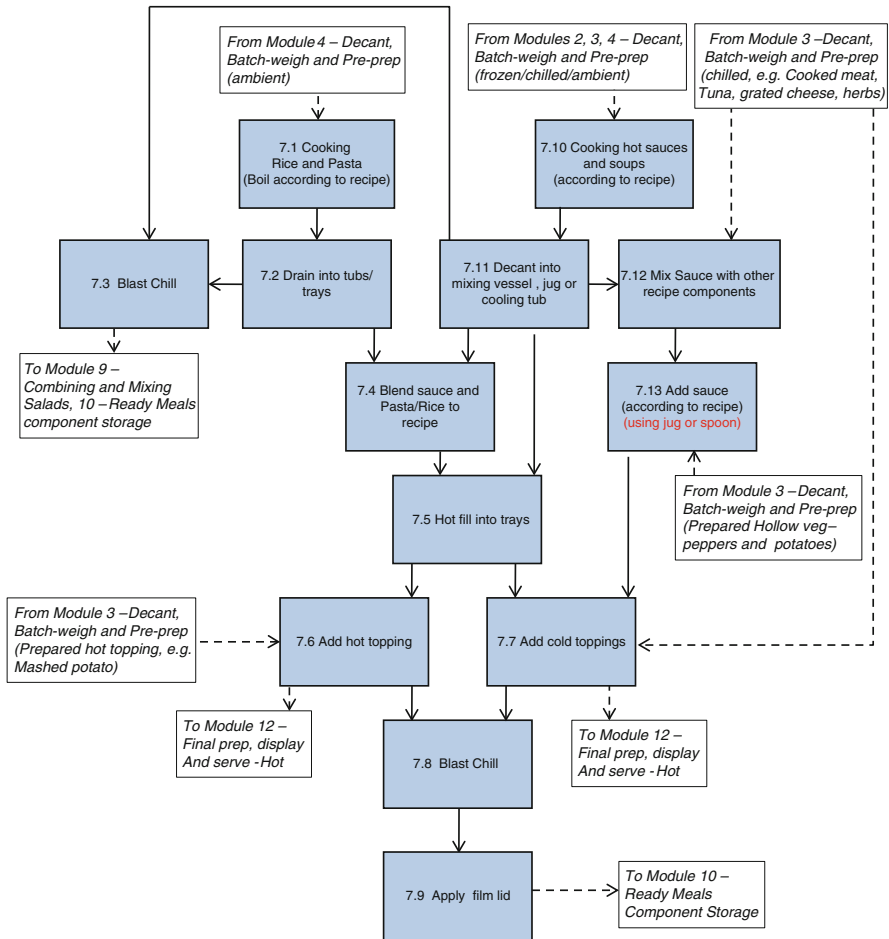 From Module 4 – Decant,
Batch-weigh and Pre-prep
(ambient)
From Modules 2, 3, 4 – Decant,
Batch-weigh and Pre-prep
(frozen/chilled/ambient)
From Module 3 –Decant,
Batch-weigh and Pre-prep
(chilled, e.g. Cooked meat,
Tuna, grated cheese, herbs)
7.1 Cooking
Rice and Pasta
(Boil according to recipe)
7.10 Cooking hot sauces
and soups
(according to recipe)
7.3 Blast Chill
7.2 Drain into tubs/
trays
7.11 Decant into
mixing vessel , jug or
cooling tub
7.12 Mix Sauce with other
recipe components
To Module 9 –
Combining and Mixing
Salads, 10 – Ready Meals
component storage
7.4 Blend sauce and
Pasta/Rice to
recipe
7.13 Add sauce
(according to recipe)
(using jug or spoon)
7.5 Hot fill into trays
From Module 3 –Decant,
Batch-weigh and Pre-prep
(Prepared Hollow veg–
peppers and potatoes)
From Module 3 –Decant,
Batch-weigh and Pre-prep
(Prepared hot topping, e.g.
Mashed potato)
7.6 Add hot topping
7.7 Add cold toppings
To Module 12 –
Final prep, display
And serve - Hot
7.8 Blast Chill
To Module 12 –
Final prep, display
And serve - Hot
7.9 Apply film lid
To Module 10 –
Ready Meals
Component Storage